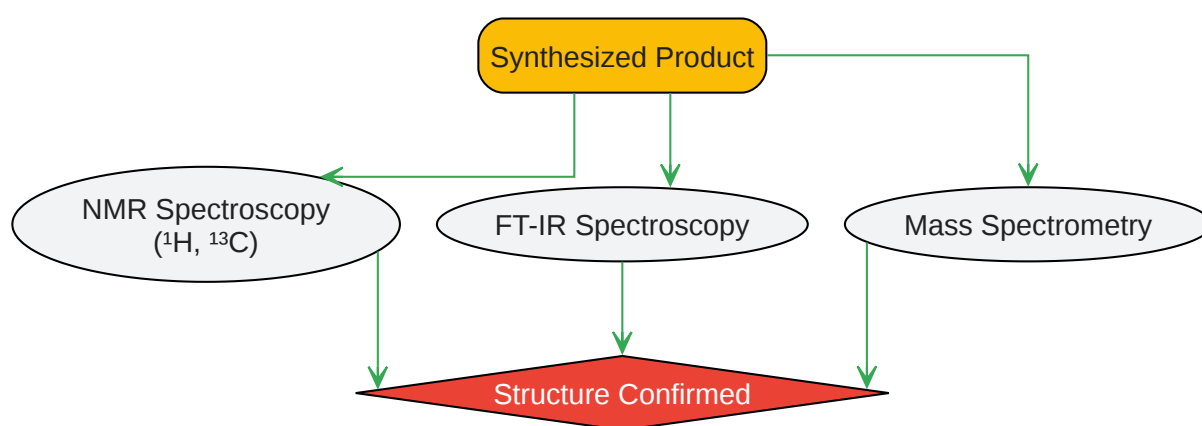 Synthesized Product
NMR Spectroscopy
(¹H, ¹³C)
FT-IR Spectroscopy
Mass Spectrometry
Structure Confirmed